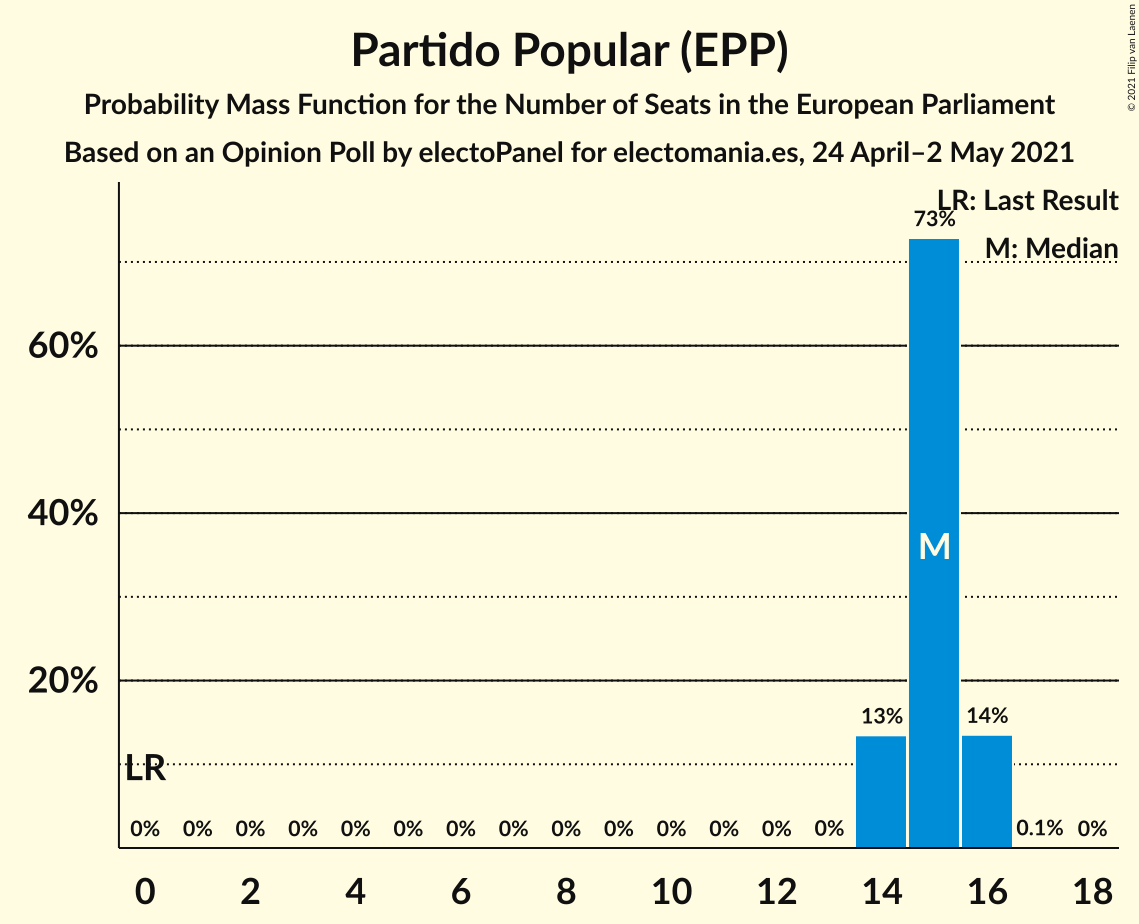 Partido Popular (EPP)
Probability Mass Function for the Number of Seats in the European Parliament
Based on an Opinion Poll by electoPanel for electomania.es, 24 April–2 May 2021
© 2021 Filip van Laenen
LR: Last Result
M: Median
73%
60%
40%
M
20%
13% 14%
LR
0% 0% 0% 0% 0% 0% 0% 0% 0% 0% 0% 0% 0% 0% 0.1% 0%
0 2 4 6 8 10 12 14 16 18